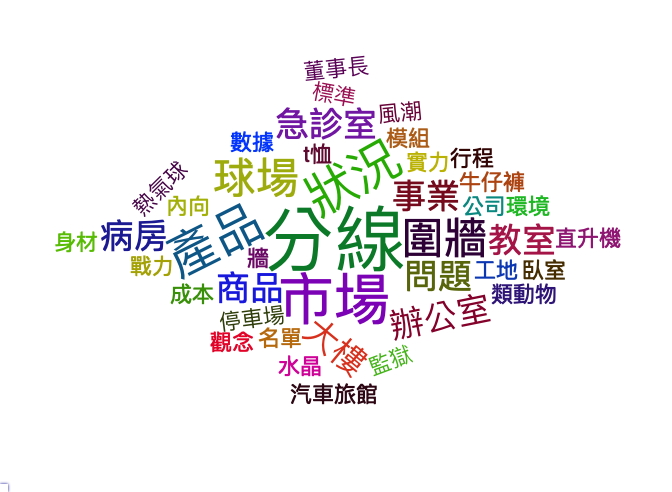 董事長
標準
風潮
急診室
數據
模組
t恤
實力
行程
球場
狀況
熱氣球
牛仔褲
事業
內向
公司
環境
產品
分線
圍牆
病房
教室
直升機
身材
牆
戰力
問題
工地
臥室
商品
市場
成本
類動物
停車場
辦公室
觀念
名單
大樓
水晶
監獄
汽車旅館